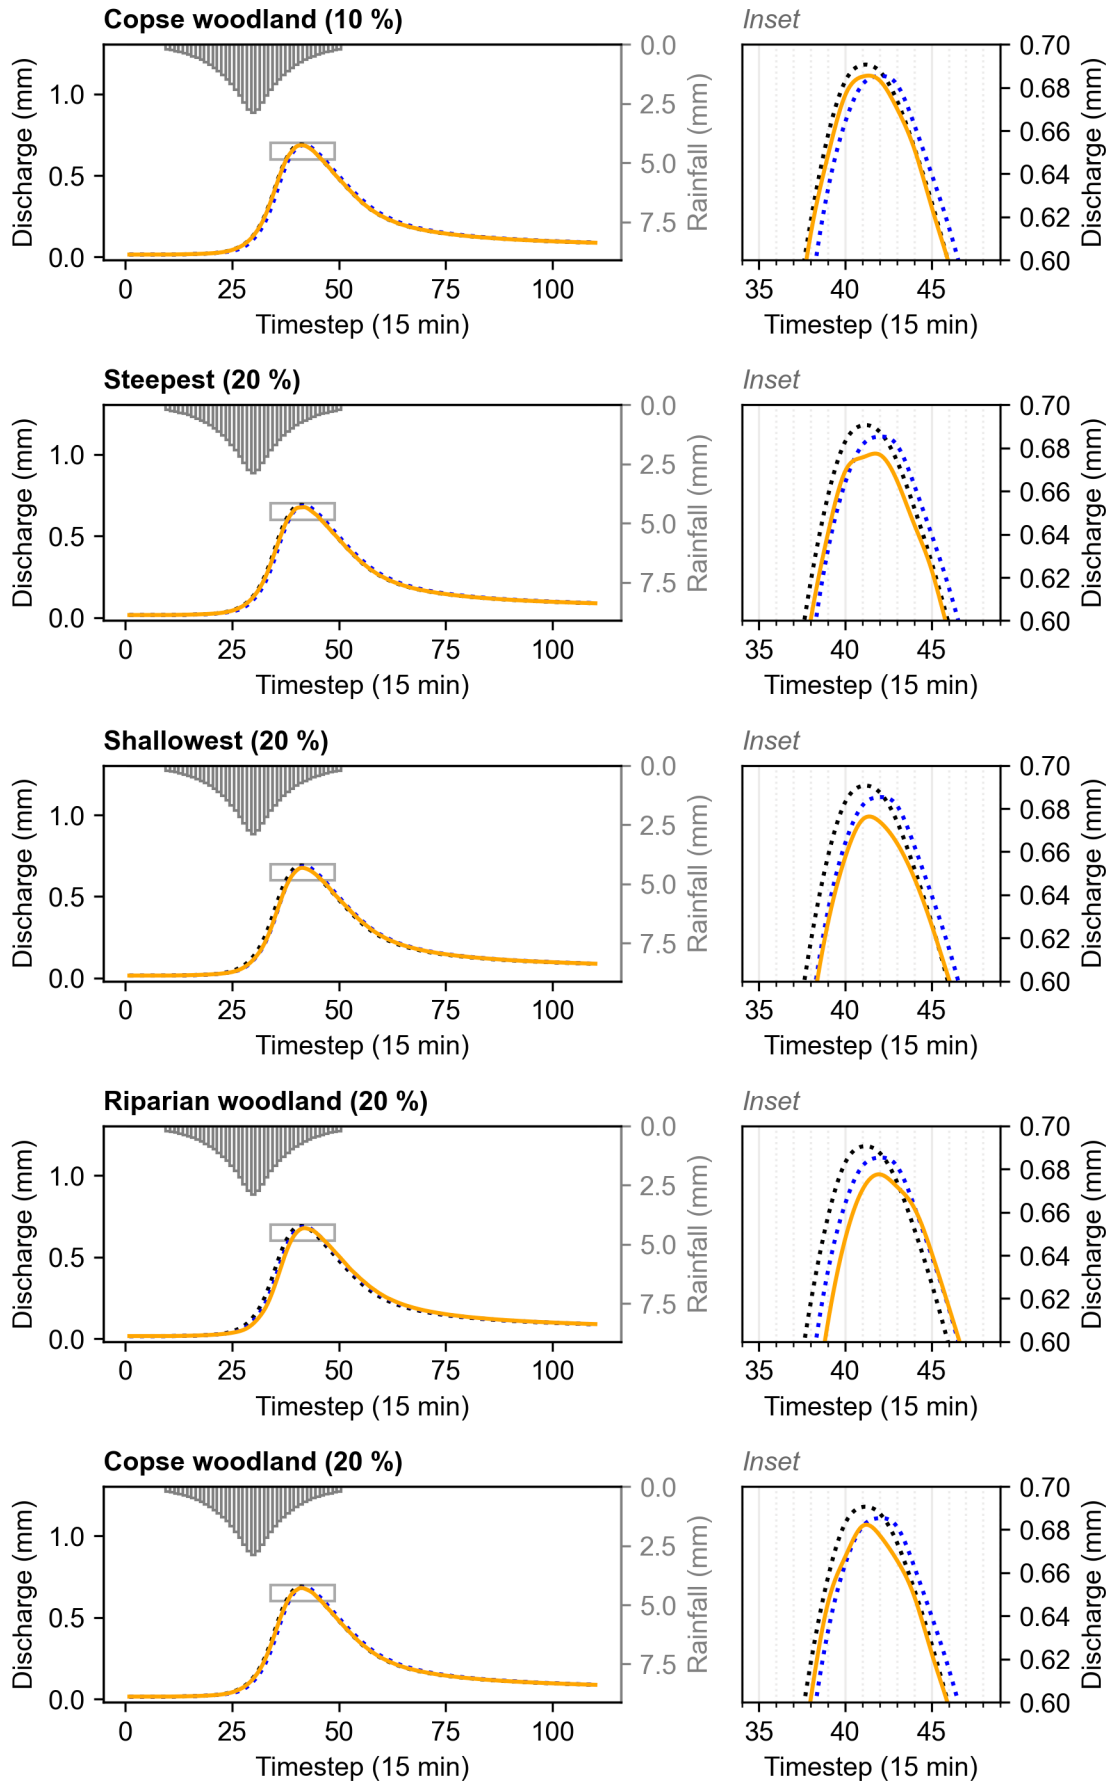 Copse woodland (10 %)
Inset
Discharge (mm)
1.0
0.5
0.0
0.0
2.5
5.0
7.5
Rainfall (mm)
0.70
0.68
0.66
0.64
0.62
0.60
Discharge (mm)
0 25 50 75 100
35 40 45
Timestep (15 min)
Timestep (15 min)
Steepest (20 %)
Inset
Discharge (mm)
1.0
0.5
0.0
0.0
2.5
5.0
7.5
Rainfall (mm)
0.70
0.68
0.66
0.64
0.62
0.60
Discharge (mm)
0 25 50 75 100
35 40 45
Timestep (15 min)
Timestep (15 min)
Shallowest (20 %)
Inset
Discharge (mm)
1.0
0.5
0.0
0.0
2.5
5.0
7.5
Rainfall (mm)
0.70
0.68
0.66
0.64
0.62
0.60
Discharge (mm)
0 25 50 75 100
35 40 45
Timestep (15 min)
Timestep (15 min)
Riparian woodland (20 %)
Inset
Discharge (mm)
1.0
0.5
0.0
0.0
2.5
5.0
7.5
Rainfall (mm)
0.70
0.68
0.66
0.64
0.62
0.60
Discharge (mm)
0 25 50 75 100
35 40 45
Timestep (15 min)
Timestep (15 min)
Copse woodland (20 %)
Inset
Discharge (mm)
1.0
0.5
0.0
0.0
2.5
5.0
7.5
Rainfall (mm)
0.70
0.68
0.66
0.64
0.62
0.60
Discharge (mm)
0 25 50 75 100
35 40 45
Timestep (15 min)
Timestep (15 min)